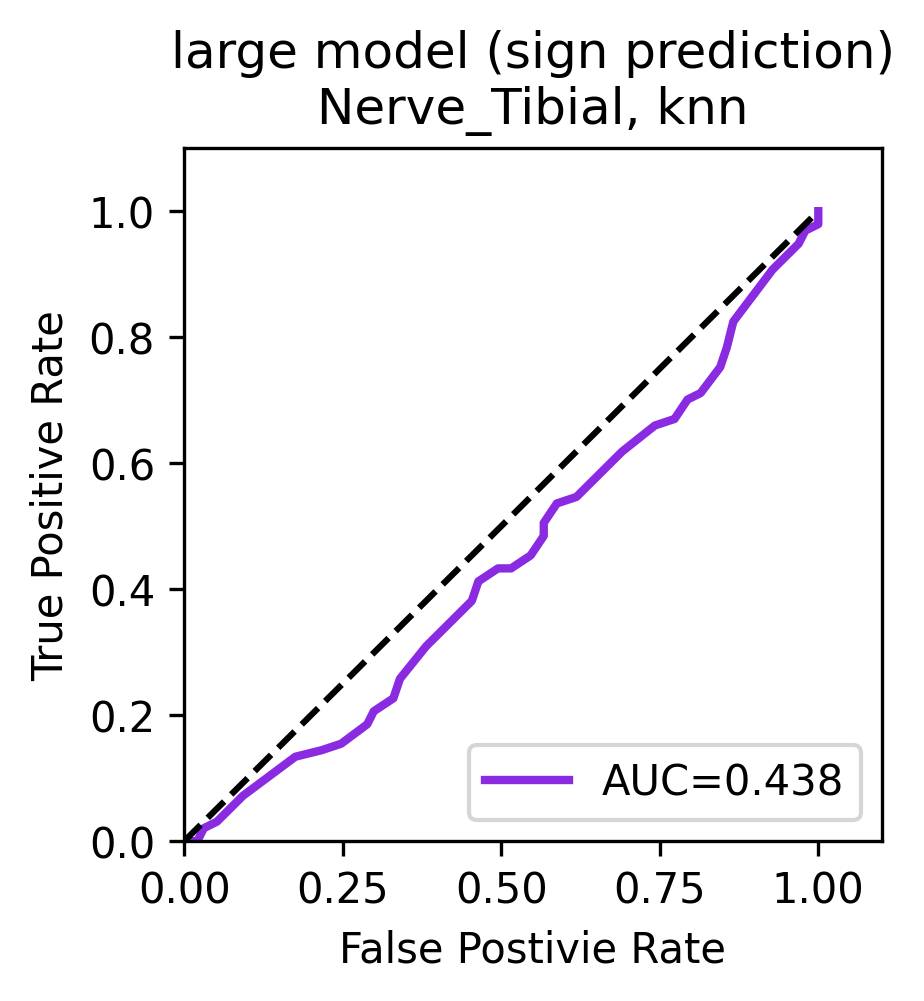 large model (sign prediction)
Nerve_Tibial, knn
True Positive Rate
1.0
0.8
0.6
0.4
0.2
0.0
AUC=0.438
0.00 0.25 0.50 0.75 1.00
False Postivie Rate